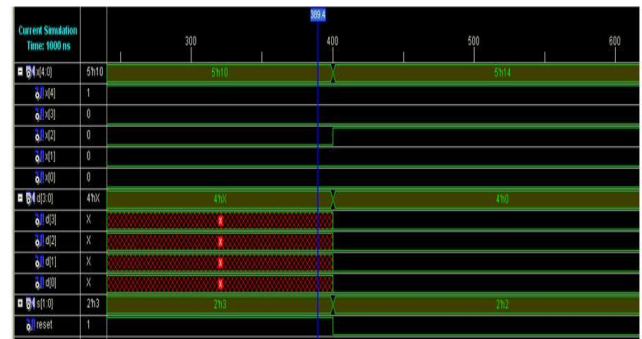 389.4
Current Simulation
Time: 1000 ns
300 400 500 600
x[4:0] 5'h10 5'h10 5'h14
x[4] 1
x[3] 0
x[2] 0
x[1] 0
x[0] 0
d[3:0] 4'hX 4'hX 4'h0
d[3] X X
d[2] X X
d[1] X X
d[0] X X
s[1:0] 2'h3 2'h3 2'h2
reset 1